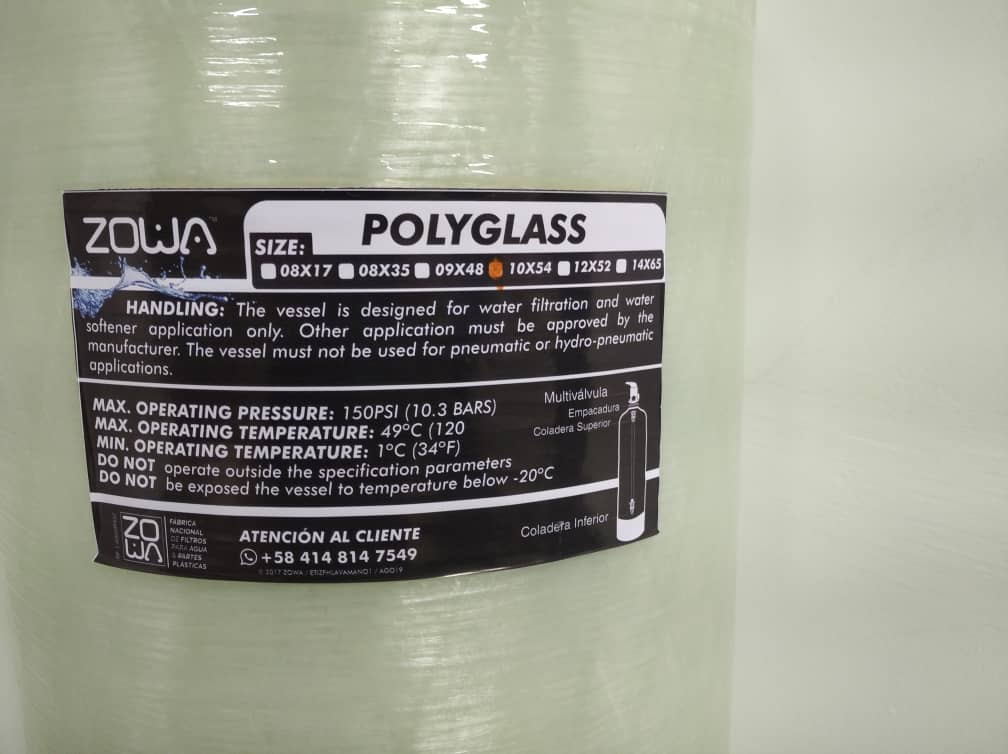 ZOWA™
POLYGLASS
SIZE:
08X17 08X35 09X48 10X54 12X52 14X65
HANDLING: The vessel is designed for water filtration and water
softener application only. Other application must be approved by the
manufacturer. The vessel must not be used for pneumatic or hydro-pneumatic
applications.
MAX. OPERATING PRESSURE: 150PSI (10.3 BARS)
MAX. OPERATING TEMPERATURE: 49°C (120
MIN. OPERATING TEMPERATURE: 1°C (34°F)
DO NOT operate outside the specification parameters
DO NOT be exposed the vessel to temperature below -20°C
Multiválvula
Empacadura
Coladera Superior
Coladera Inferior
ZOWA
FÁBRICA
NACIONAL
DE FILTROS
PARA AGUA
& PARTES
PLÁSTICAS
ATENCIÓN AL CLIENTE
+58 414 814 7549
© 2017 ZOWA / ETIZPHLAVAMANO1 / AGO19